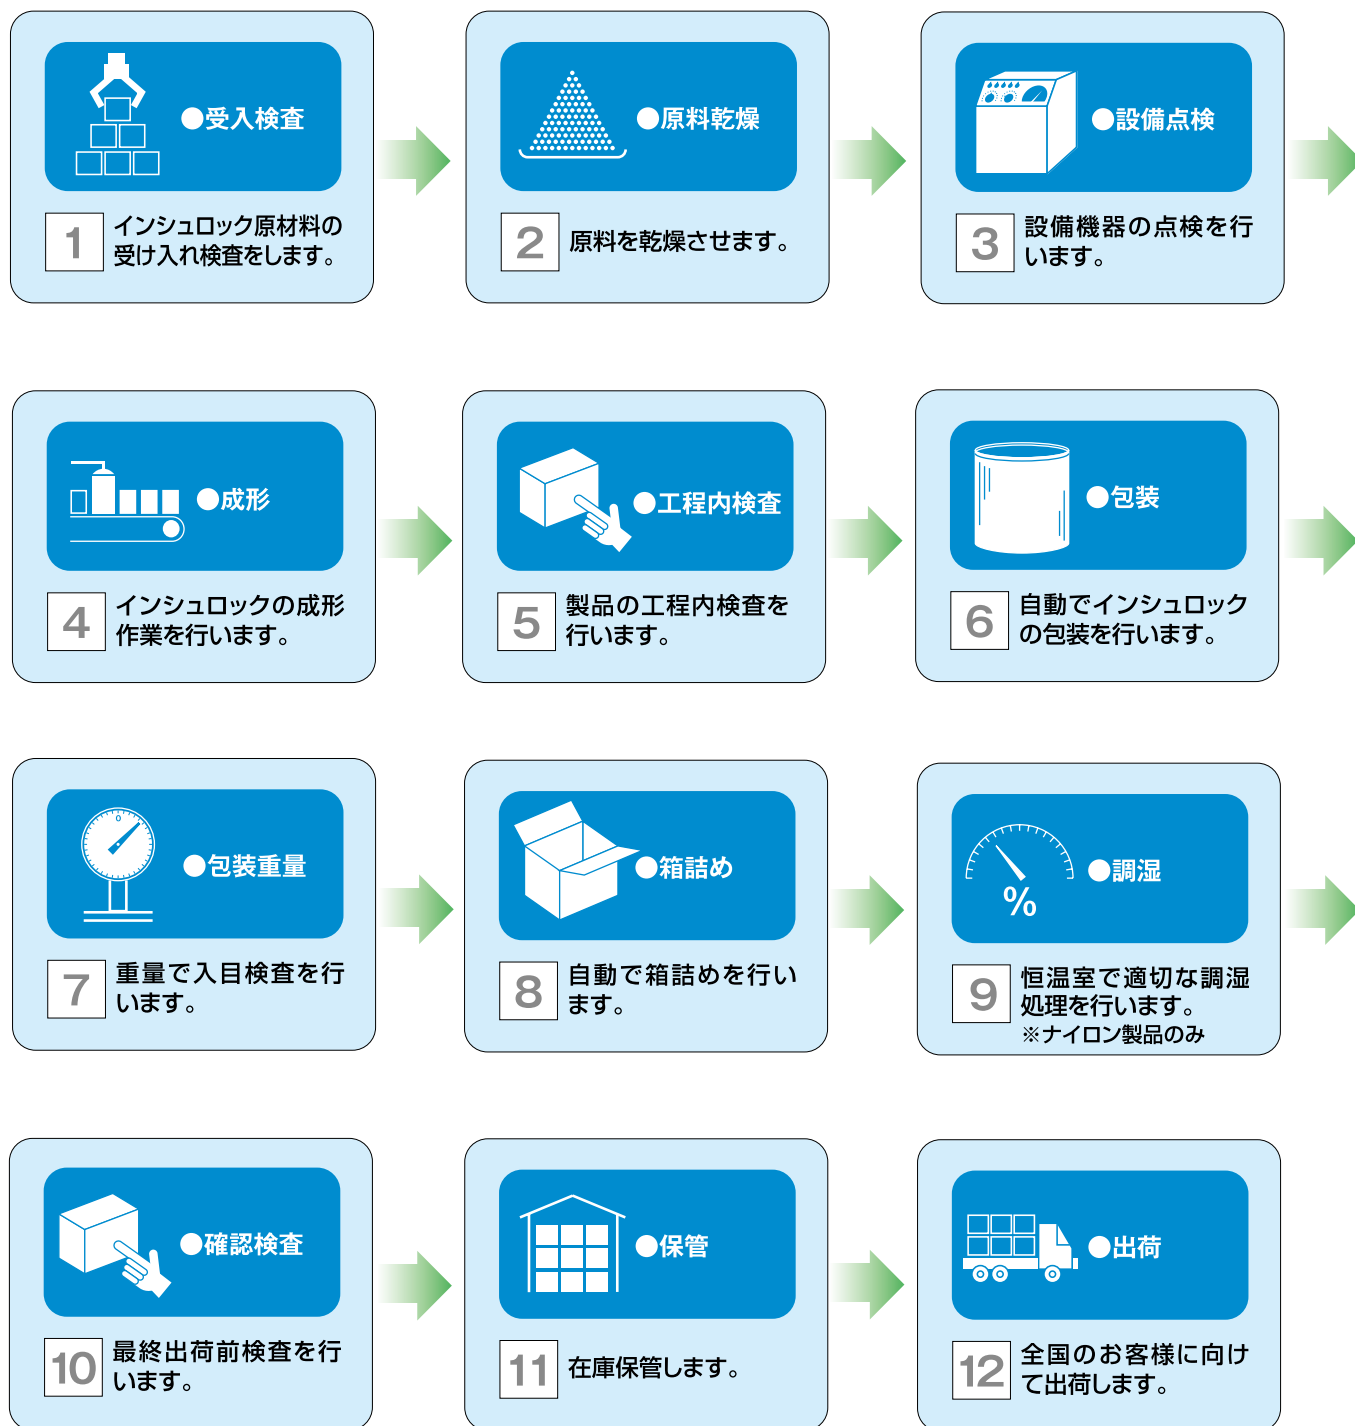 ●受入検査
1
インシュロック原材料の
受け入れ検査をします。
●原料乾燥
2
原料を乾燥させます。
●設備点検
3
設備機器の点検を行
います。
●成形
4
インシュロックの成形
作業を行います。
●工程内検査
5
製品の工程内検査を
行います。
●包装
6
自動でインシュロック
の包装を行います。
0
●包装重量
7
重量で入目検査を行
います。
●箱詰め
8
自動で箱詰めを行い
ます。
%
●調湿
9
恒温室で適切な調湿
処理を行います。
※ナイロン製品のみ
●確認検査
10
最終出荷前検査を行
います。
●保管
11
在庫保管します。
●出荷
12
全国のお客様に向け
て出荷します。